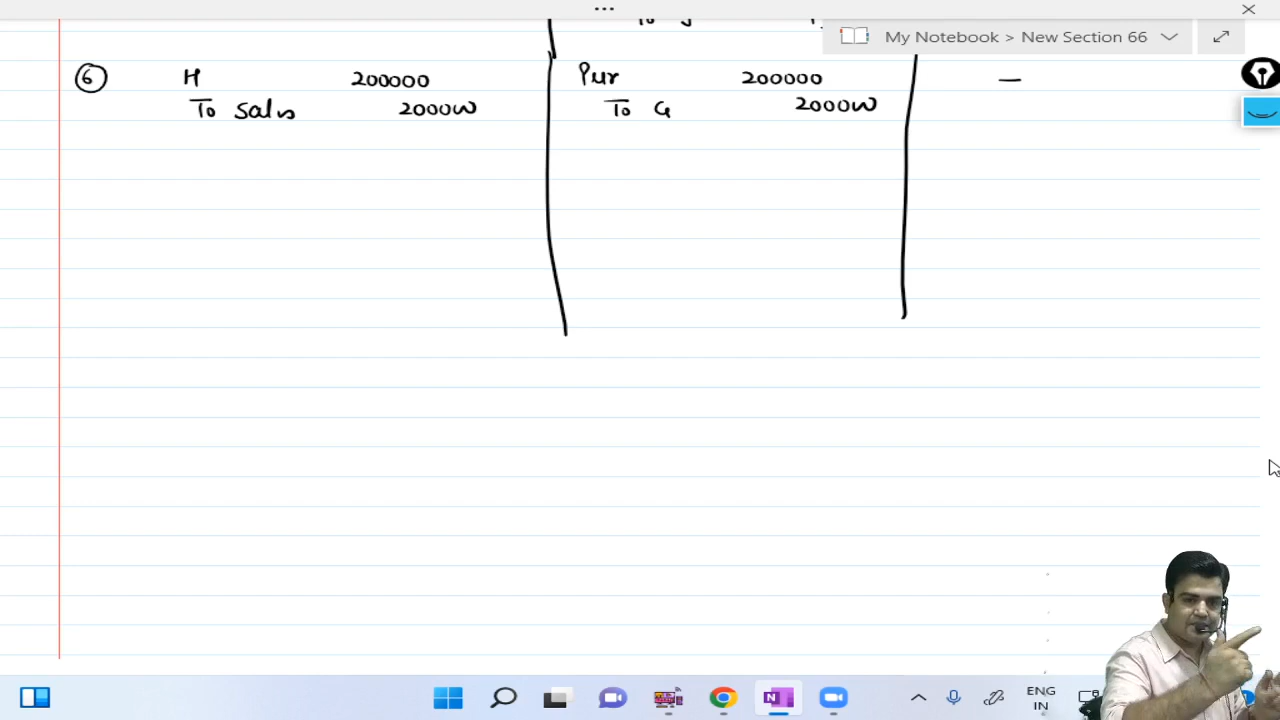 My Notebook > New Section 66
6 H 200000 Pur 200000 —
To Sales 200000 To G 200000
ENG
IN